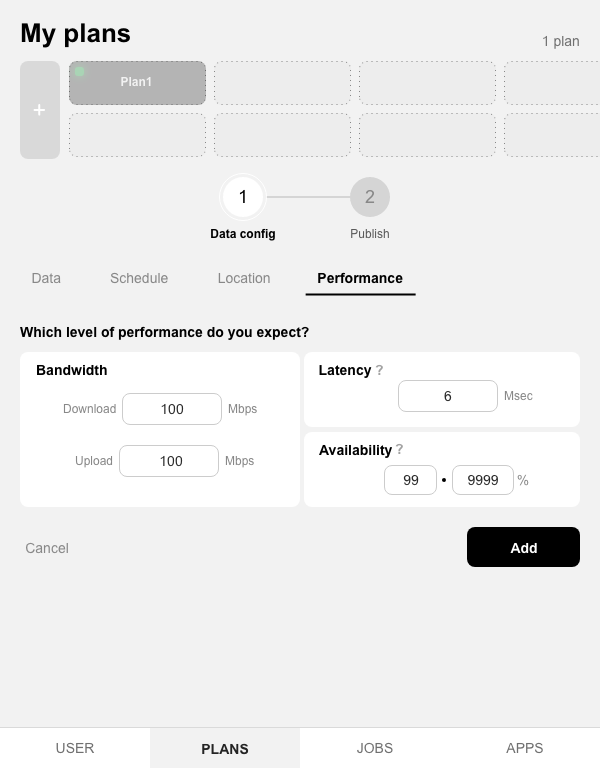 My plans
1 plan
+
Plan1
1
2
Data config
Publish
Data
Schedule
Location
Performance
Which level of performance do you expect?
Bandwidth
Download 100 Mbps
Upload 100 Mbps
Latency ?
6 Msec
Availability ?
99 • 9999 %
Cancel
Add
USER
PLANS
JOBS
APPS